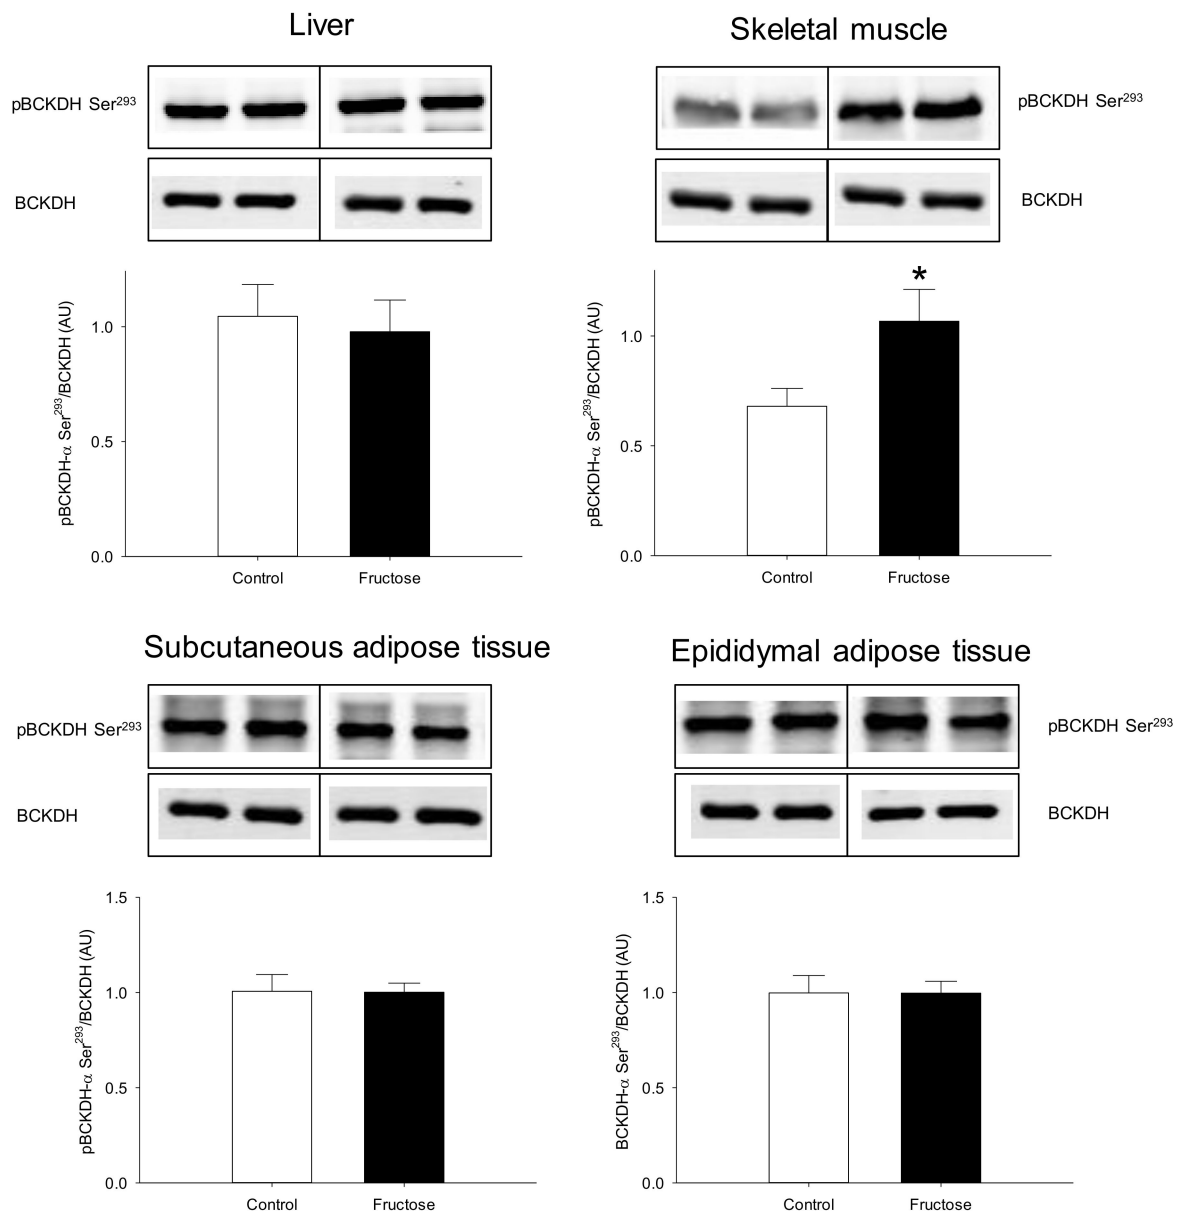 Liver
pBCKDH Ser293
BCKDH
pBCKDH-α Ser293/BCKDH (AU)
1.0
0.5
0.0
Control Fructose
Skeletal muscle
pBCKDH Ser293
BCKDH
*
pBCKDH-α Ser293/BCKDH (AU)
1.0
0.5
0.0
Control Fructose
Subcutaneous adipose tissue
pBCKDH Ser293
BCKDH
pBCKDH-α Ser293/BCKDH (AU)
1.5
1.0
0.5
0.0
Control Fructose
Epididymal adipose tissue
pBCKDH Ser293
BCKDH
BCKDH-α Ser293/BCKDH (AU)
1.5
1.0
0.5
0.0
Control Fructose